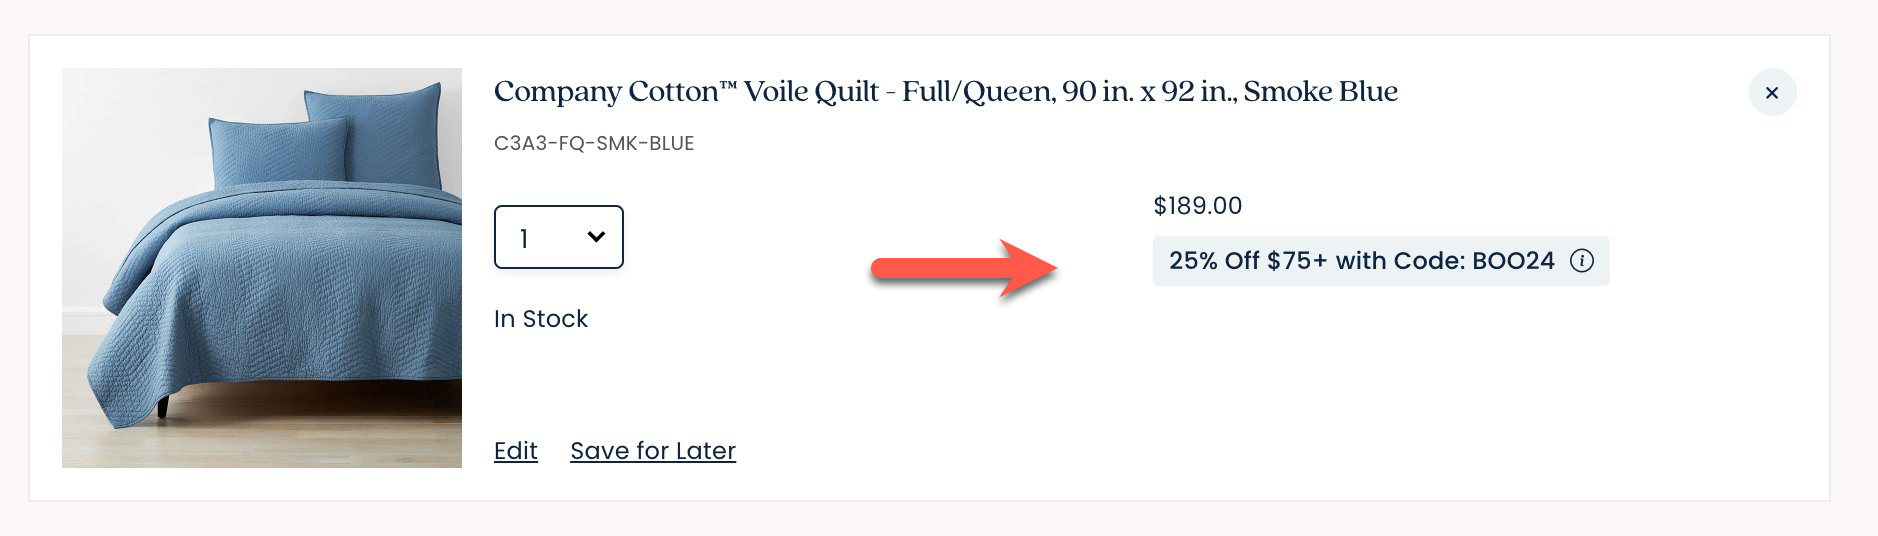 Company Cotton™ Voile Quilt - Full/Queen, 90 in. x 92 in., Smoke Blue
C3A3-FQ-SMK-BLUE
1
$189.00
25% Off $75+ with Code: BOO24
In Stock
Edit Save for Later